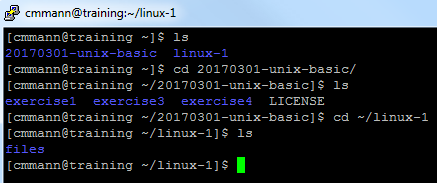 cmmann@training:~/linux-1
[cmmann@training ~]$ ls
20170301-unix-basic  linux-1
[cmmann@training ~]$ cd 20170301-unix-basic/
[cmmann@training ~/20170301-unix-basic]$ ls
exercise1  exercise3  exercise4  LICENSE
[cmmann@training ~/20170301-unix-basic]$ cd ~/linux-1
[cmmann@training ~/linux-1]$ ls
files
[cmmann@training ~/linux-1]$